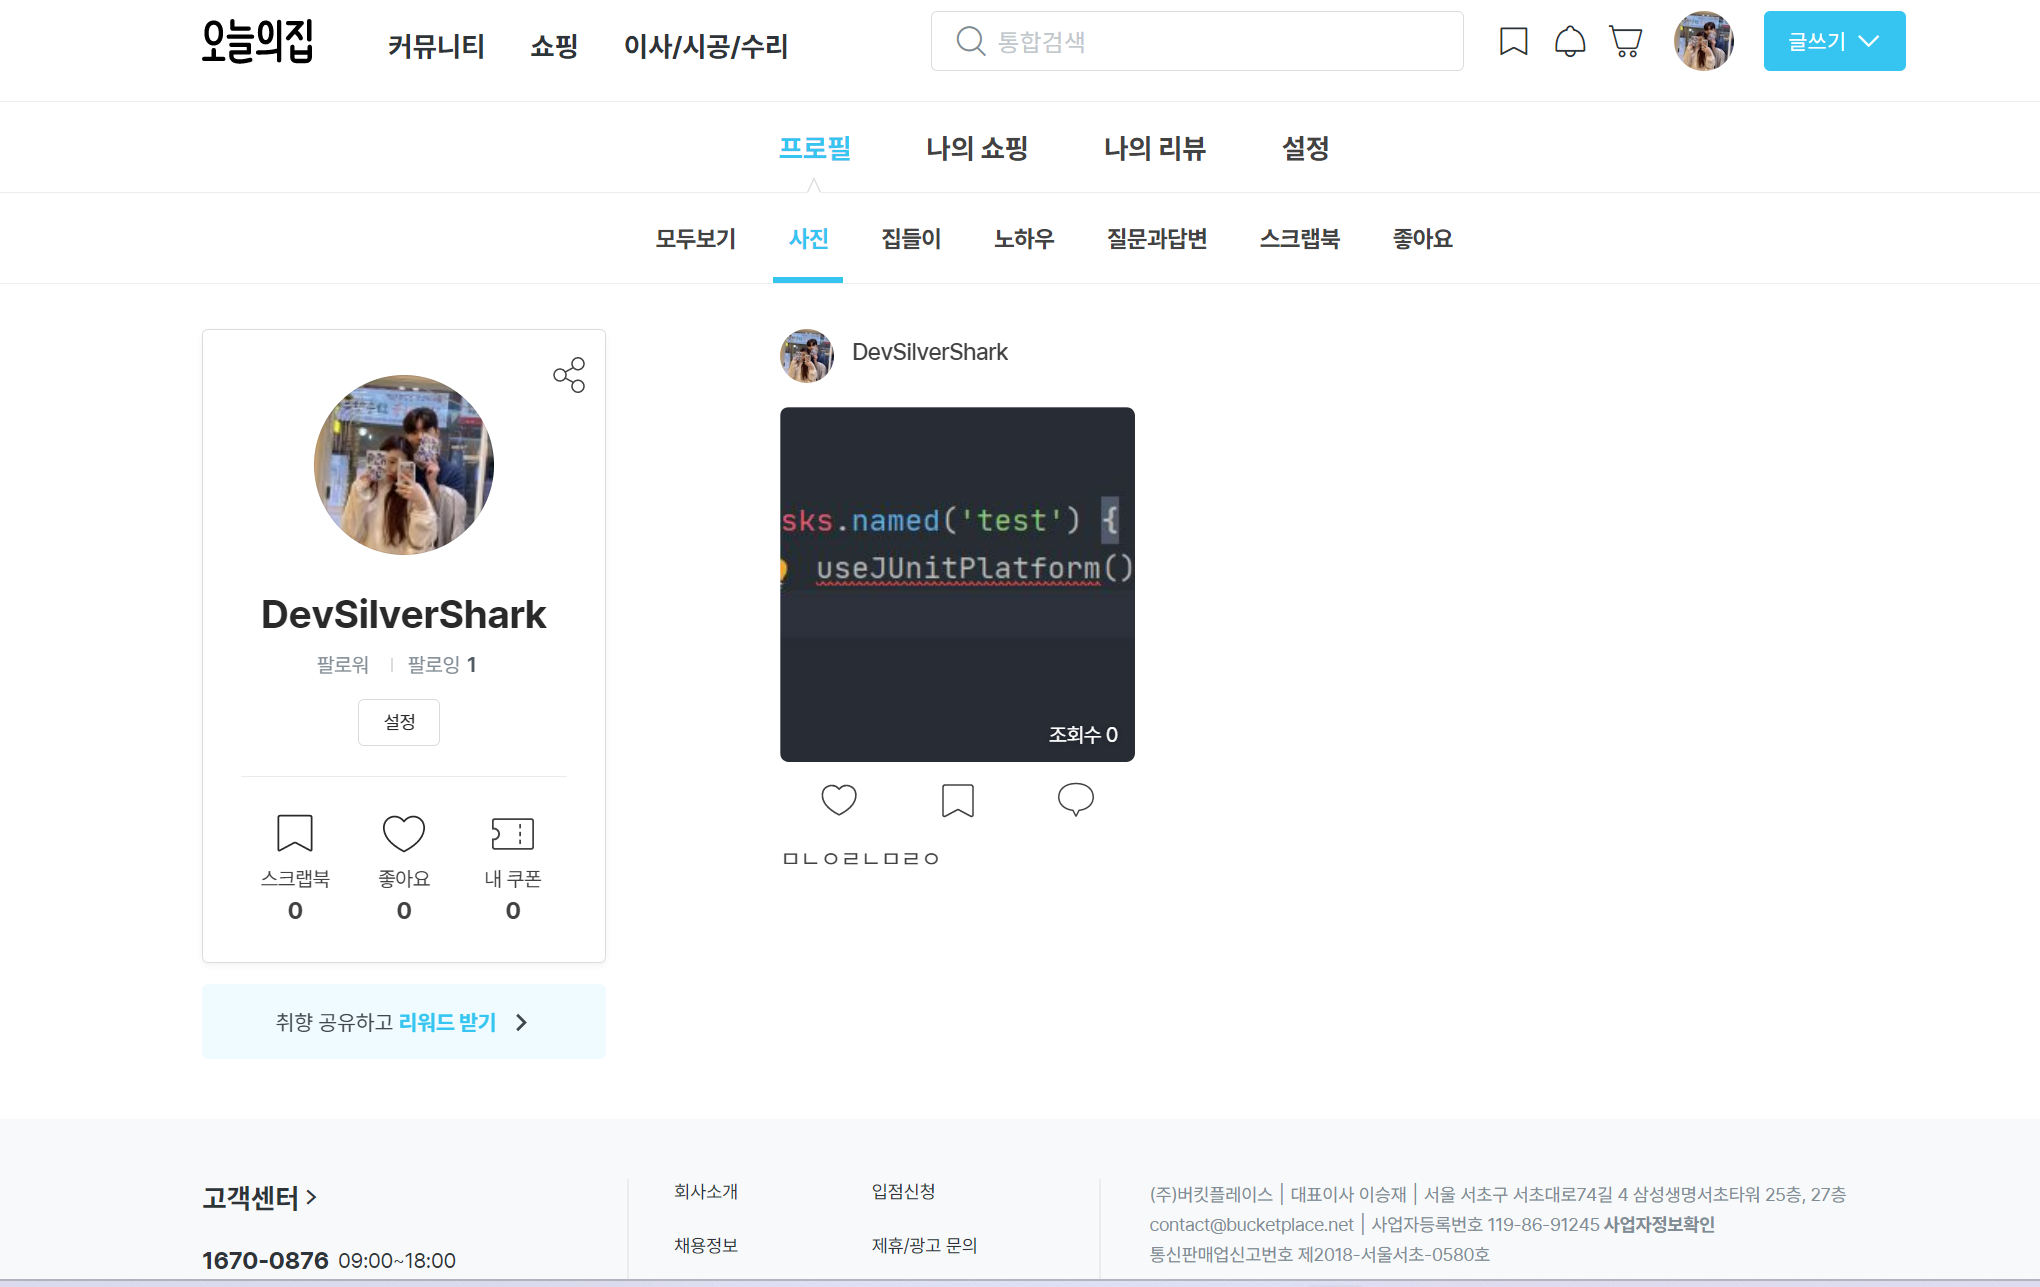 오늘의집 커뮤니티 쇼핑 이사/시공/수리 통합검색 글쓰기
프로필 나의 쇼핑 나의 리뷰 설정
모두보기 사진 집들이 노하우 질문과답변 스크랩북 좋아요
DevSilverShark
팔로워 팔로잉 1
설정
스크랩북 좋아요 내 쿠폰
0 0 0
취향 공유하고 리워드 받기
DevSilverShark
sks.named('test') {
useJUnitPlatform()
조회수 0
ㅁㄴㅇㄹㄴㅁㄹㅇ
고객센터
1670-0876 09:00~18:00
회사소개 입점신청
채용정보 제휴/광고 문의
(주)버킷플레이스 | 대표이사 이승재 | 서울 서초구 서초대로74길 4 삼성생명서초타워 25층, 27층
contact@bucketplace.net | 사업자등록번호 119-86-91245 사업자정보확인
통신판매업신고번호 제2018-서울서초-0580호